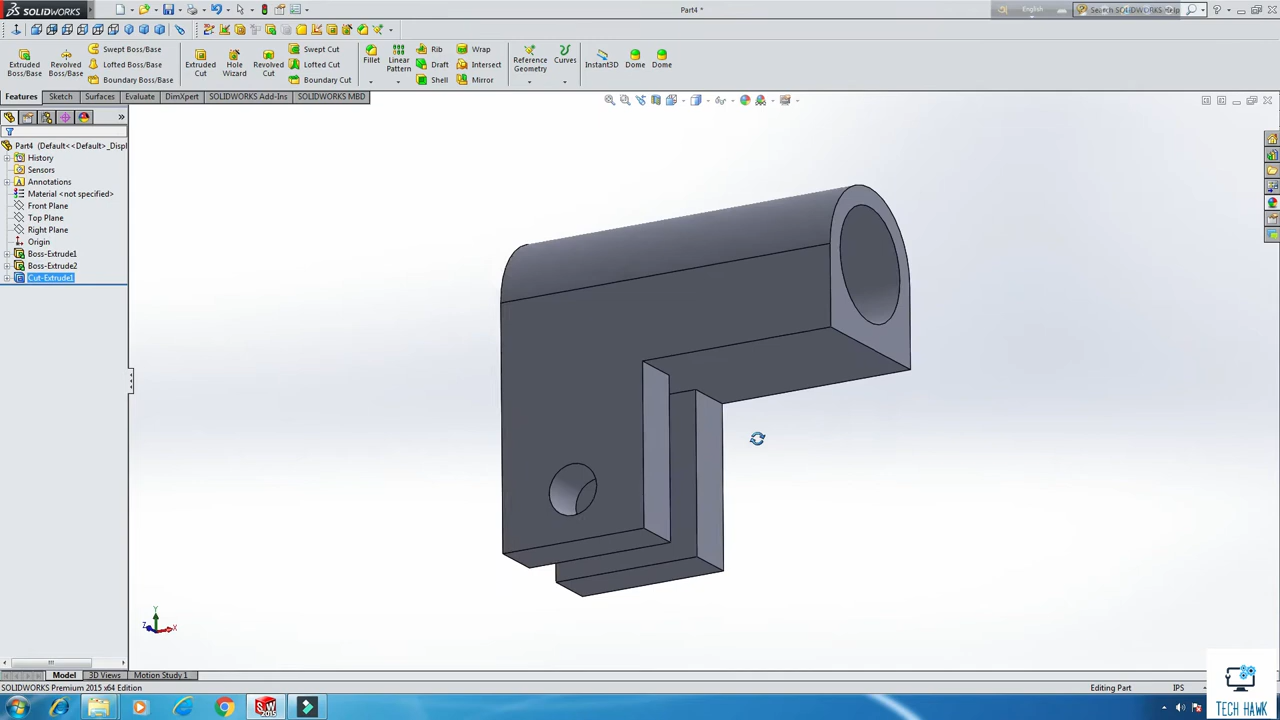 SOLIDWORKS
Part4 *
English
Search SOLIDWORKS Help
Extruded Boss/Base
Revolved Boss/Base
Swept Boss/Base
Lofted Boss/Base
Boundary Boss/Base
Extruded Cut
Hole Wizard
Revolved Cut
Swept Cut
Lofted Cut
Boundary Cut
Fillet
Linear Pattern
Rib
Draft
Shell
Wrap
Intersect
Mirror
Reference Geometry
Curves
Instant3D
Dome
Dome
Features
Sketch
Surfaces
Evaluate
DimXpert
SOLIDWORKS Add-Ins
SOLIDWORKS MBD
Part4 (Default<<Default>_Displ
History
Sensors
Annotations
Material <not specified>
Front Plane
Top Plane
Right Plane
Origin
Boss-Extrude1
Boss-Extrude2
Cut-Extrude1
Y
Z
X
Model
3D Views
Motion Study 1
SOLIDWORKS Premium 2015 x64 Edition
Editing Part
IPS
SW
2015
TECH HAWK